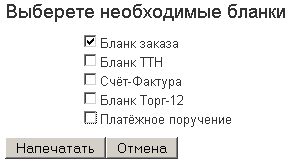 Выберете необходимые бланки
Бланк заказа
Бланк ТТН
Счёт-Фактура
Бланк Торг-12
Платёжное поручение
Напечатать Отмена